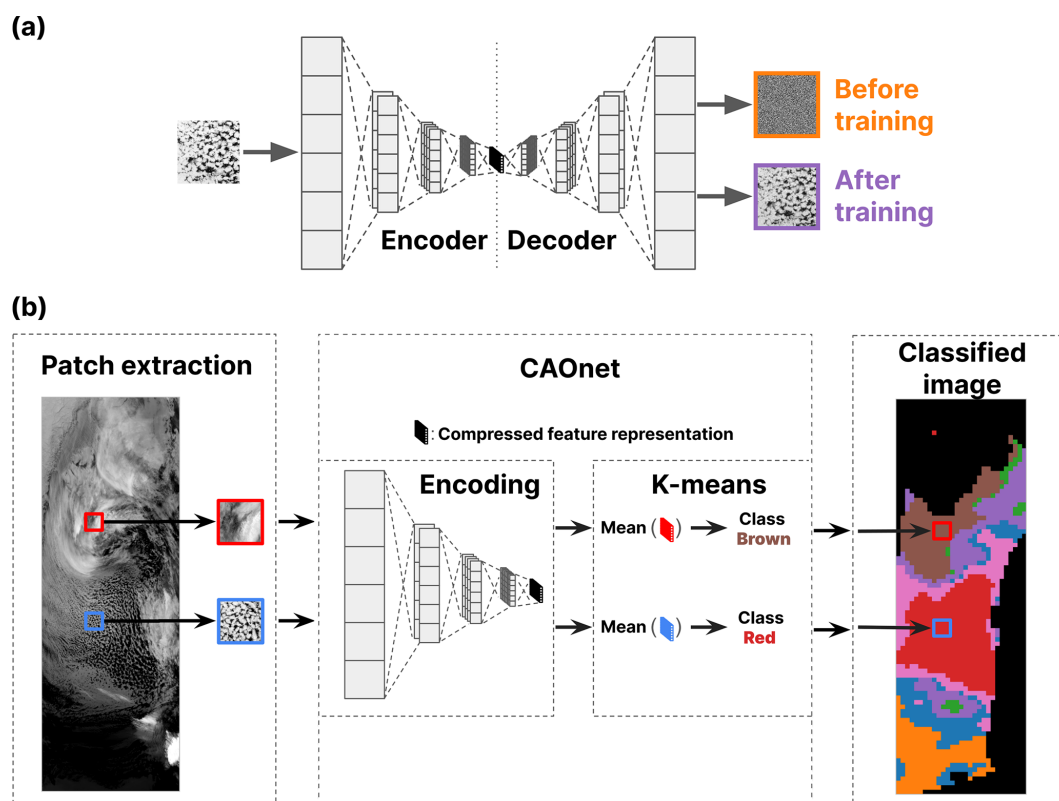 (a)
Before
training
After
training
Encoder
Decoder
(b)
Patch extraction
CAOnet
Classified
image
: Compressed feature representation
Encoding
K-means
Mean ( )
Class
Brown
Mean ( )
Class
Red